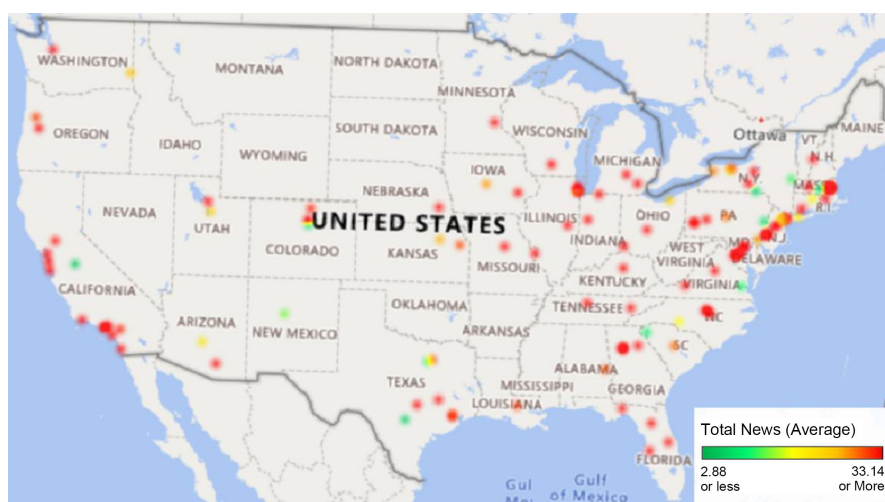 WASHINGTON
MONTANA
NORTH DAKOTA
MINNESOTA
Ottawa
MAINE
VT.
OREGON
IDAHO
SOUTH DAKOTA
WISCONSIN
MICHIGAN
N.H.
WYOMING
IOWA
N.Y.
MASS
NEVADA
UTAH
NEBRASKA
UNITED STATES
ILLINOIS
OHIO
PA
R.I.
COLORADO
KANSAS
INDIANA
WEST
VIRGINIA
MD
N.J.
DELAWARE
MISSOURI
CALIFORNIA
KENTUCKY
VIRGINIA
ARIZONA
NEW MEXICO
OKLAHOMA
ARKANSAS
TENNESSEE
NC
SC
TEXAS
ALABAMA
MISSISSIPPI
GEORGIA
LOUISIANA
FLORIDA
Gulf
of Mexico
Total News (Average)
2.88 33.14
or less or More